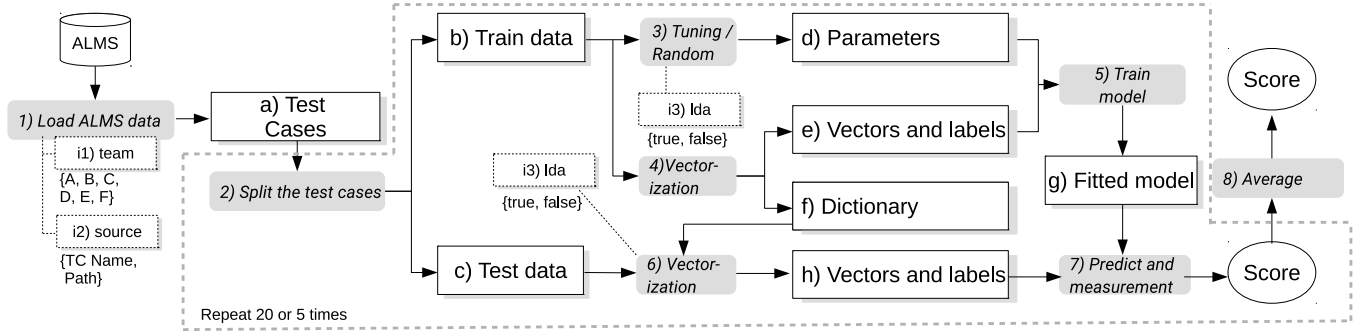 ALMS
1) Load ALMS data
i1) team
{A, B, C,
D, E, F}
i2) source
{TC Name,
Path}
a) Test
Cases
2) Split the test cases
b) Train data
c) Test data
3) Tuning /
Random
i3) lda
{true, false}
4)Vector-
ization
i3) lda
{true, false}
6) Vector-
ization
d) Parameters
e) Vectors and labels
f) Dictionary
h) Vectors and labels
5) Train
model
g) Fitted model
7) Predict and
measurement
Score
8) Average
Score
Repeat 20 or 5 times